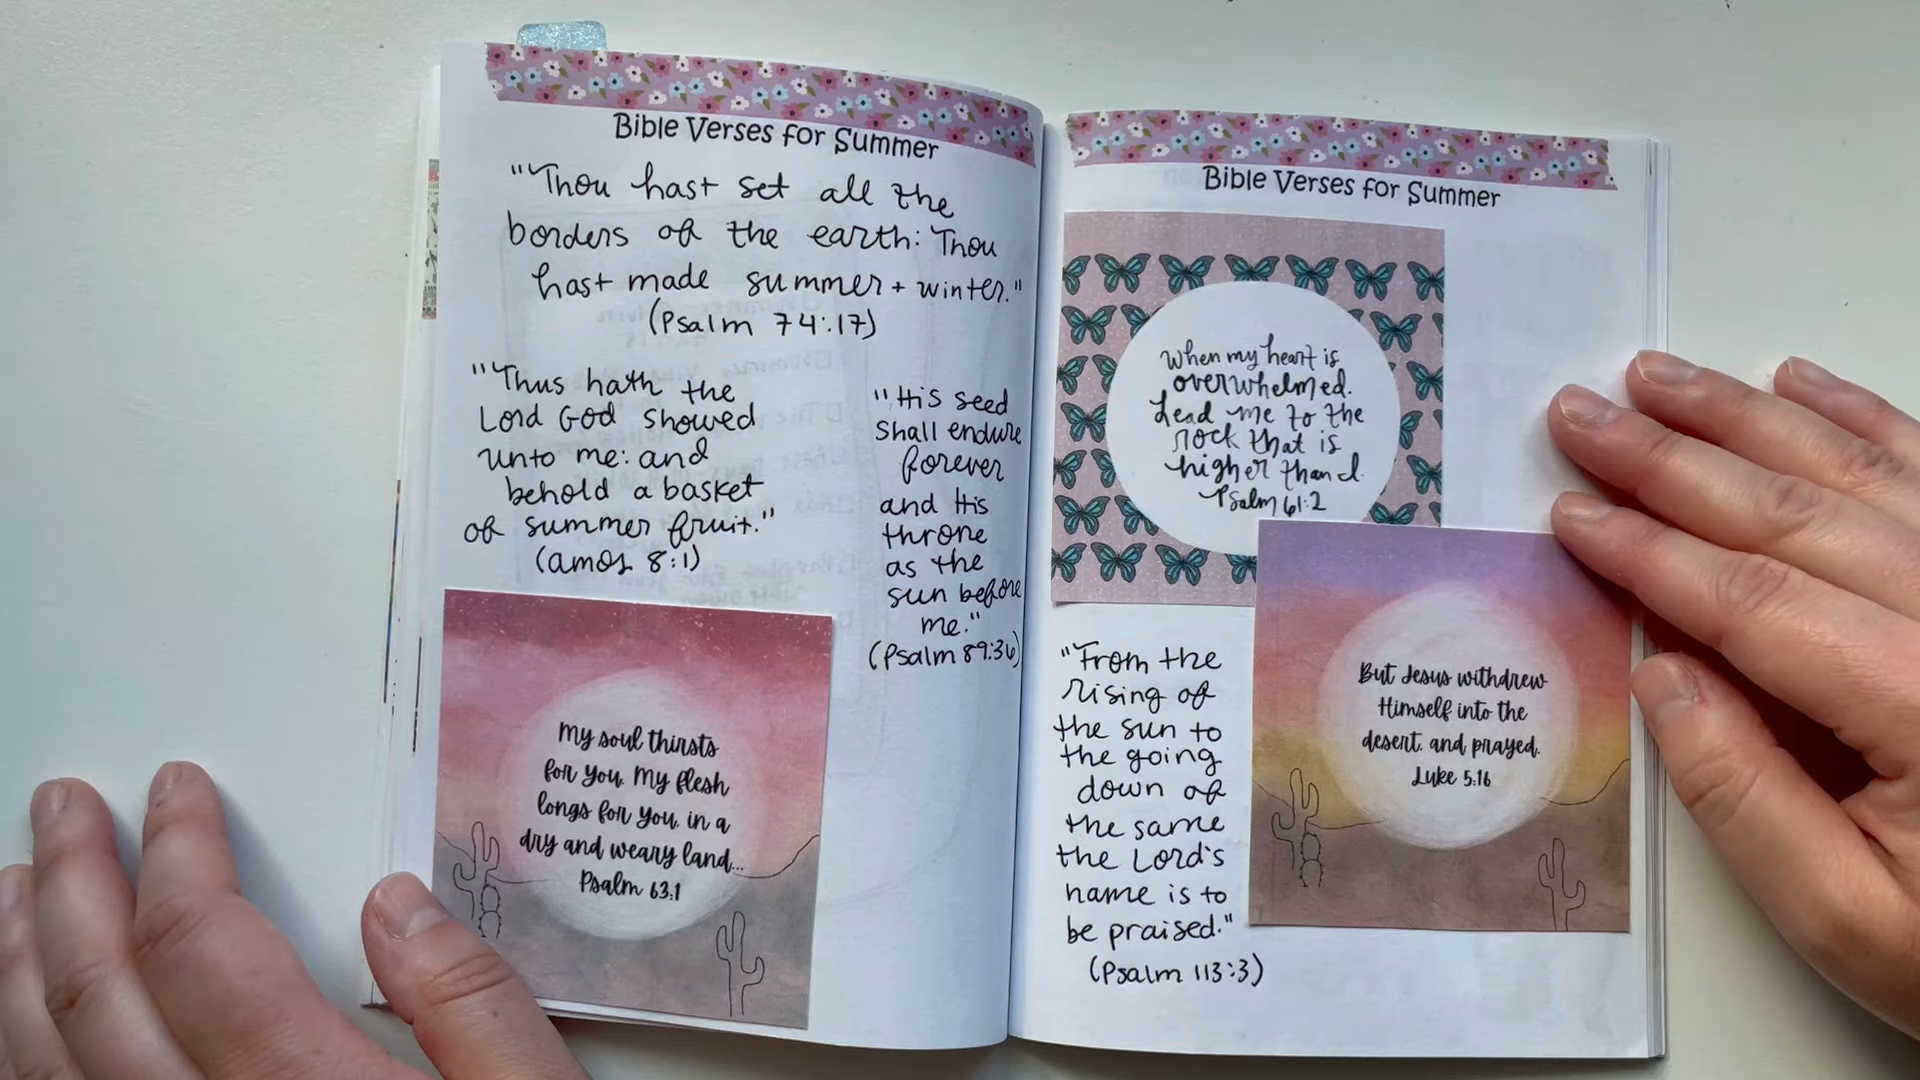 Bible Verses for Summer
"Thou hast set all the
borders of the earth: Thou
hast made summer + winter."
(Psalm 74:17)
"Thus hath the
Lord God showed
unto me: and
behold a basket
of summer fruit."
(Amos 8:1)
"His seed
shall endure
forever
and His
throne
as the
sun before
me."
(Psalm 89:36)
My soul thirsts
for You, My flesh
longs for You, in a
dry and weary land...
Psalm 63:1
Bible Verses for Summer
When my heart is
overwhelmed.
Lead me to the
rock that is
higher than I.
Psalm 61:2
But Jesus withdrew
Himself into the
desert, and prayed.
Luke 5:16
"From the
rising of
the sun to
the going
down of
the same
the Lord's
name is to
be praised."
(Psalm 113:3)